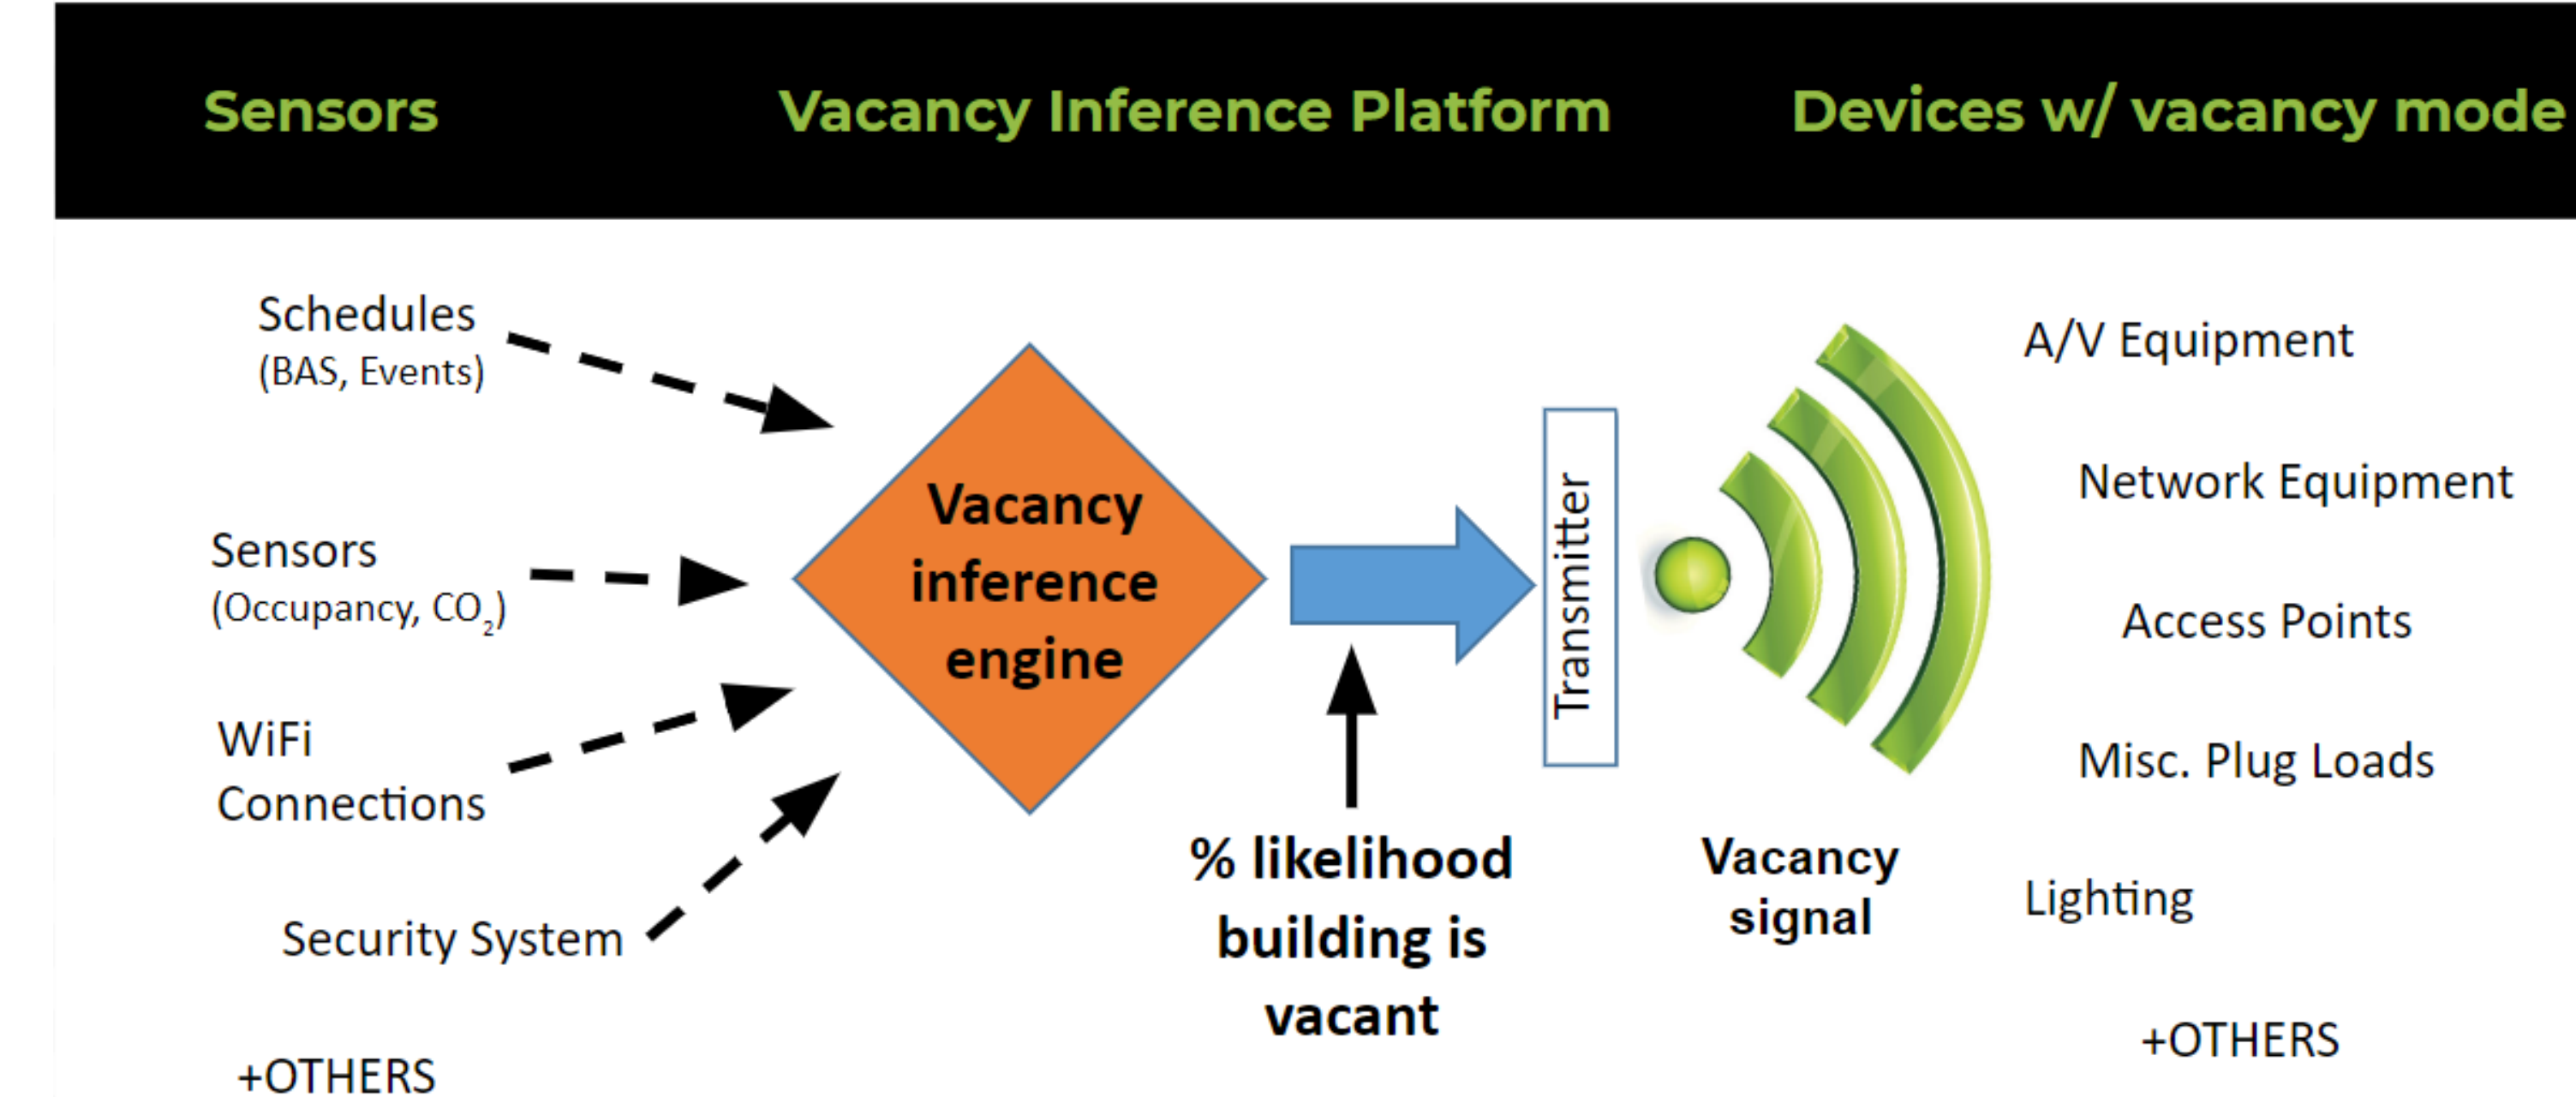 Sensors
Vacancy Inference Platform
Devices w/ vacancy mode
Schedules
(BAS, Events)
Sensors
(Occupancy, CO₂)
WiFi
Connections
Security System
+OTHERS
Vacancy
inference
engine
% likelihood
building is
vacant
Transmitter
Vacancy
signal
A/V Equipment
Network Equipment
Access Points
Misc. Plug Loads
Lighting
+OTHERS